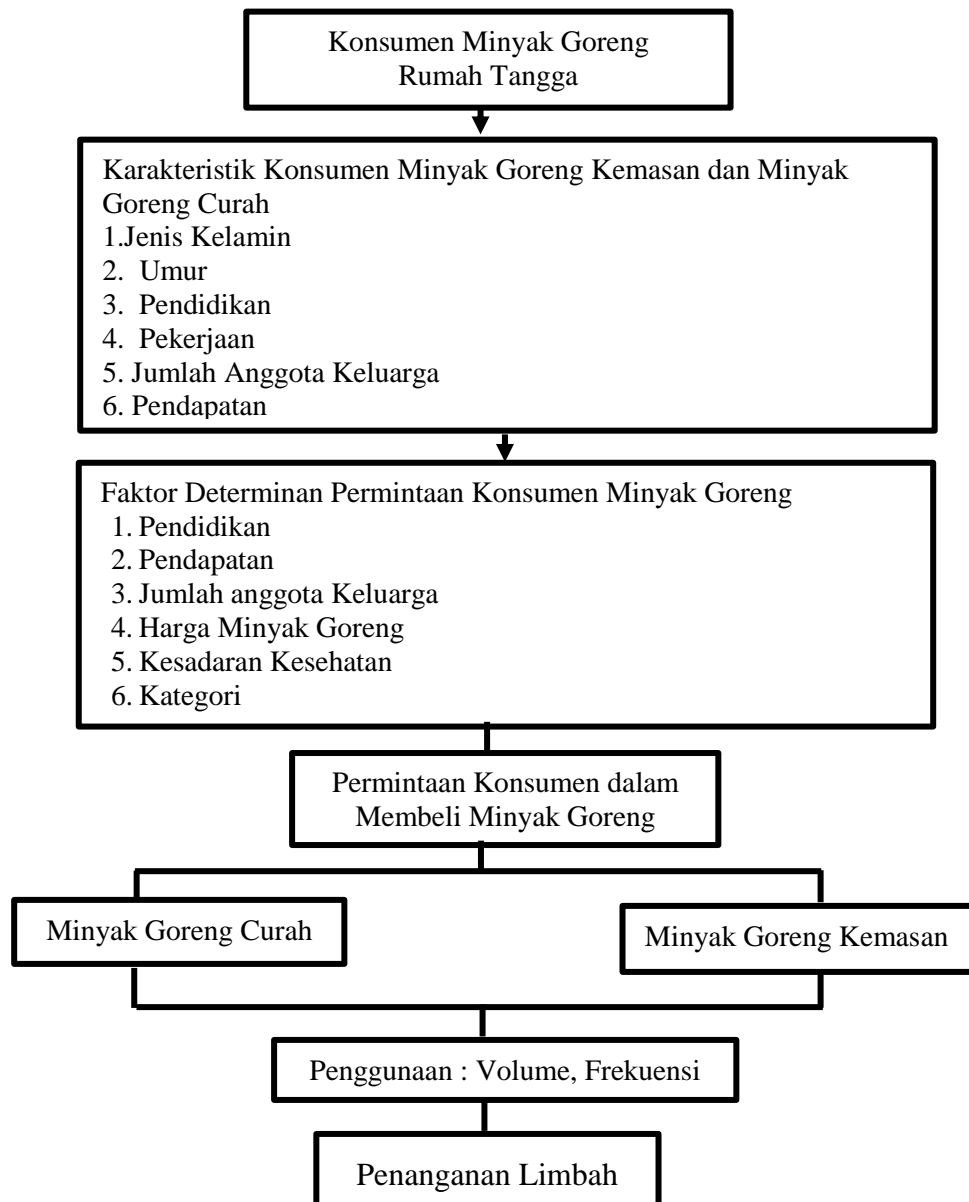 Konsumen Minyak Goreng
Rumah Tangga
Karakteristik Konsumen Minyak Goreng Kemasan dan Minyak
Goreng Curah
1.Jenis Kelamin
2. Umur
3. Pendidikan
4. Pekerjaan
5. Jumlah Anggota Keluarga
6. Pendapatan
Faktor Determinan Permintaan Konsumen Minyak Goreng
1. Pendidikan
2. Pendapatan
3. Jumlah anggota Keluarga
4. Harga Minyak Goreng
5. Kesadaran Kesehatan
6. Kategori
Permintaan Konsumen dalam
Membeli Minyak Goreng
Minyak Goreng Curah
Minyak Goreng Kemasan
Penggunaan : Volume, Frekuensi
Penanganan Limbah